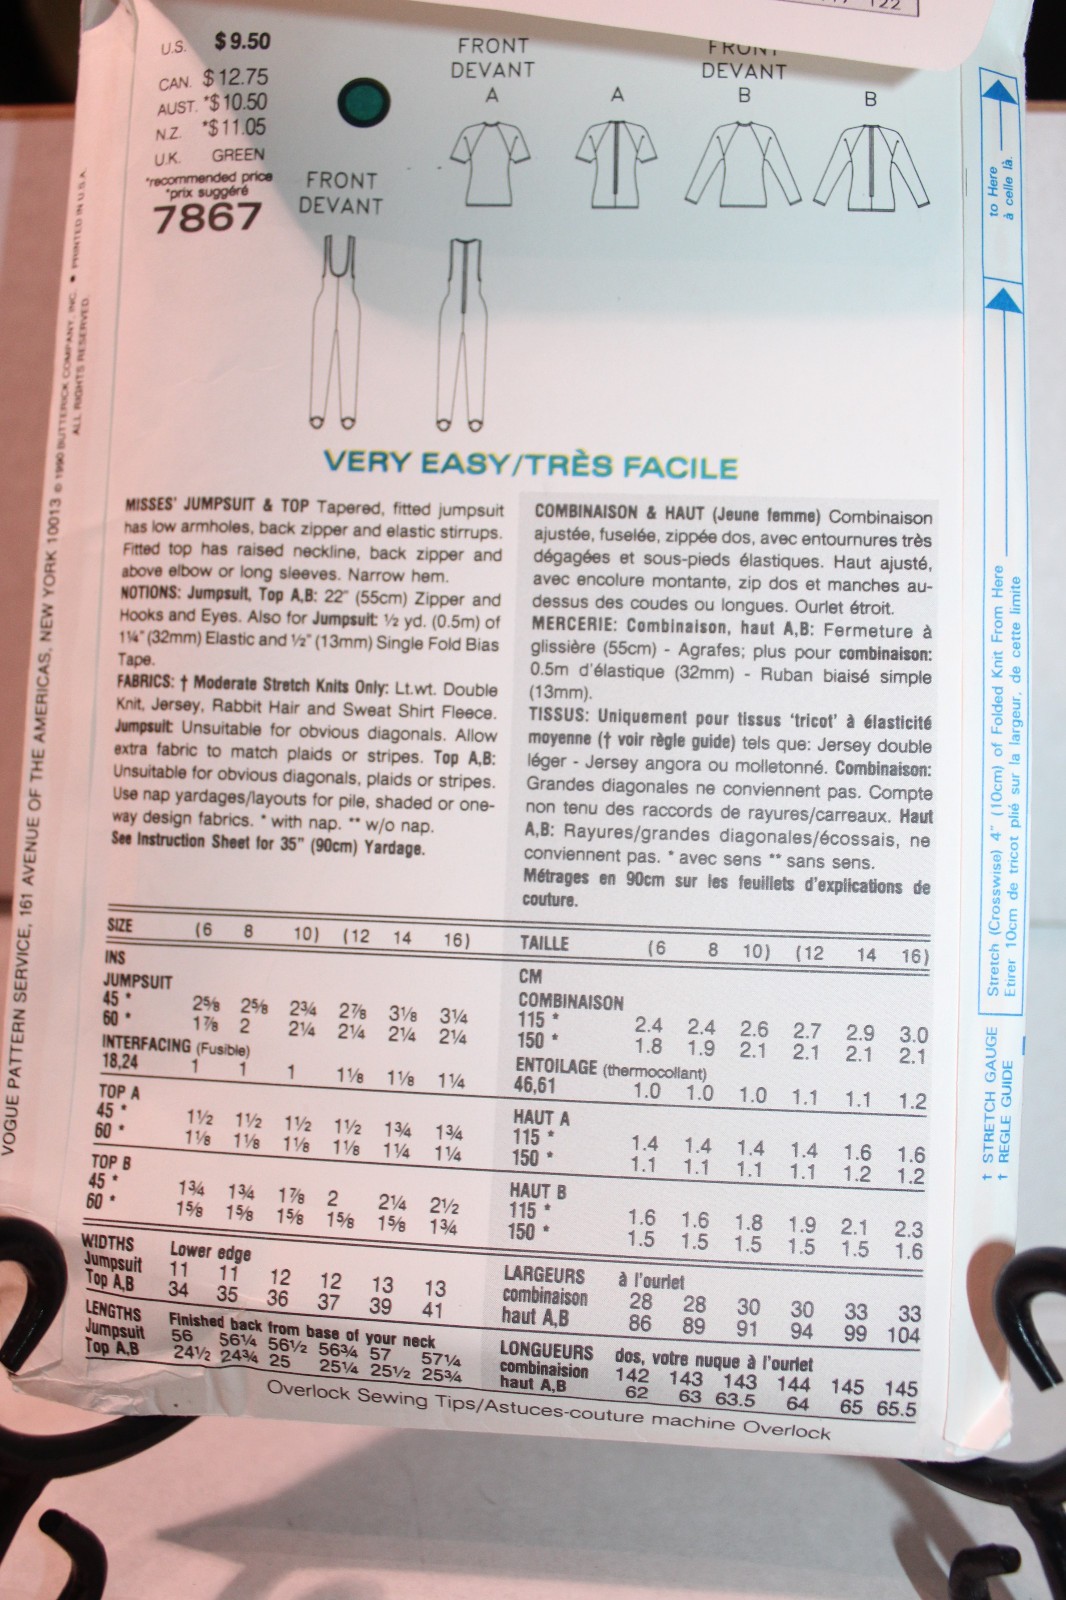 122
U.S. $9.50
CAN. $12.75
AUST. *$10.50
N.Z. *$11.05
U.K. GREEN
*recommended price
*prix suggéré
7867
FRONT
DEVANT
A
A
FRONT
DEVANT
B
B
FRONT
DEVANT
VERY EASY/TRÈS FACILE
MISSES' JUMPSUIT & TOP Tapered, fitted jumpsuit
has low armholes, back zipper and elastic stirrups.
Fitted top has raised neckline, back zipper and
above elbow or long sleeves. Narrow hem.
NOTIONS: Jumpsuit, Top A,B: 22" (55cm) Zipper and
Hooks and Eyes. Also for Jumpsuit: ½ yd. (0.5m) of
1¼" (32mm) Elastic and ½" (13mm) Single Fold Bias
Tape.
FABRICS: † Moderate Stretch Knits Only: Lt.wt. Double
Knit, Jersey, Rabbit Hair and Sweat Shirt Fleece.
Jumpsuit: Unsuitable for obvious diagonals. Allow
extra fabric to match plaids or stripes. Top A,B:
Unsuitable for obvious diagonals, plaids or stripes.
Use nap yardages/layouts for pile, shaded or one-
way design fabrics. * with nap. ** w/o nap.
See Instruction Sheet for 35" (90cm) Yardage.
COMBINAISON & HAUT (Jeune femme) Combinaison
ajustée, fuselée, zippée dos, avec entournures très
dégagées et sous-pieds élastiques. Haut ajusté,
avec encolure montante, zip dos et manches au-
dessus des coudes ou longues. Ourlet étroit.
MERCERIE: Combinaison, haut A,B: Fermeture à
glissière (55cm) - Agrafes; plus pour combinaison:
0.5m d'élastique (32mm) - Ruban biaisé simple
(13mm).
TISSUS: Uniquement pour tissus 'tricot' à élasticité
moyenne († voir règle guide) tels que: Jersey double
léger - Jersey angora ou molletonné. Combinaison:
Grandes diagonales ne conviennent pas. Compte
non tenu des raccords de rayures/carreaux. Haut
A,B: Rayures/grandes diagonales/écossais, ne
conviennent pas. * avec sens ** sans sens.
Métrages en 90cm sur les feuillets d'explications de
couture.
SIZE (6 8 10) (12 14 16)
INS
JUMPSUIT
45 * 2⅝ 2⅝ 2¾ 2⅞ 3⅛ 3¼
60 * 1⅞ 2 2¼ 2¼ 2¼ 2¼
INTERFACING (Fusible)
18,24 1 1 1 1⅛ 1⅛ 1¼
TOP A
45 * 1½ 1½ 1½ 1½ 1¾ 1¾
60 * 1⅛ 1⅛ 1⅛ 1⅛ 1¼ 1¼
TOP B
45 * 1¾ 1¾ 1⅞ 2 2¼ 2½
60 * 1⅝ 1⅝ 1⅝ 1⅝ 1⅝ 1¾
WIDTHS Lower edge
Jumpsuit 11 11 12 12 13 13
Top A,B 34 35 36 37 39 41
LENGTHS Finished back from base of your neck
Jumpsuit 56 56¼ 56½ 56¾ 57 57¼
Top A,B 24½ 24¾ 25 25¼ 25½ 25¾
TAILLE (6 8 10) (12 14 16)
CM
COMBINAISON
115 * 2.4 2.4 2.6 2.7 2.9 3.0
150 * 1.8 1.9 2.1 2.1 2.1 2.1
ENTOILAGE (thermocollant)
46,61 1.0 1.0 1.0 1.1 1.1 1.2
HAUT A
115 * 1.4 1.4 1.4 1.4 1.6 1.6
150 * 1.1 1.1 1.1 1.1 1.2 1.2
HAUT B
115 * 1.6 1.6 1.8 1.9 2.1 2.3
150 * 1.5 1.5 1.5 1.5 1.5 1.6
LARGEURS à l'ourlet
combinaison 28 28 30 30 33 33
haut A,B 86 89 91 94 99 104
LONGUEURS dos, votre nuque à l'ourlet
combinaision 142 143 143 144 145 145
haut A,B 62 63 63.5 64 65 65.5
Overlock Sewing Tips/Astuces-couture machine Overlock
VOGUE PATTERN SERVICE, 161 AVENUE OF THE AMERICAS, NEW YORK 10013 © 1990 BUTTERICK COMPANY, INC. • PRINTED IN U.S.A.
ALL RIGHTS RESERVED.
† STRETCH GAUGE
† REGLE GUIDE
Stretch (Crosswise) 4" (10cm) of Folded Knit From Here
Etirer 10cm de tricot plié sur la largeur, de cette limite
to Here
à celle là.